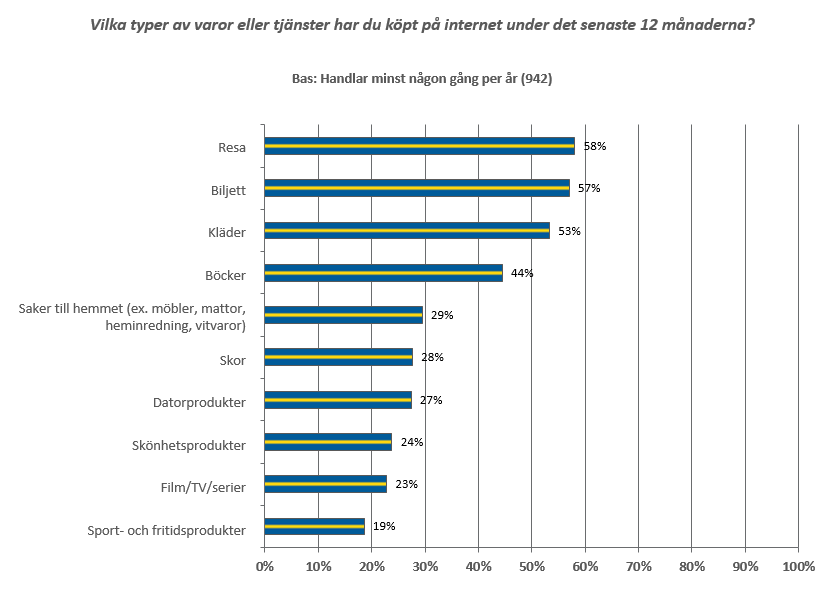 Vilka typer av varor eller tjänster har du köpt på internet under det senaste 12 månaderna?
Bas: Handlar minst någon gång per år (942)
Resa 58%
Biljett 57%
Kläder 53%
Böcker 44%
Saker till hemmet (ex. möbler, mattor,
heminredning, vitvaror) 29%
Skor 28%
Datorprodukter 27%
Skönhetsprodukter 24%
Film/TV/serier 23%
Sport- och fritidsprodukter 19%
0% 10% 20% 30% 40% 50% 60% 70% 80% 90% 100%